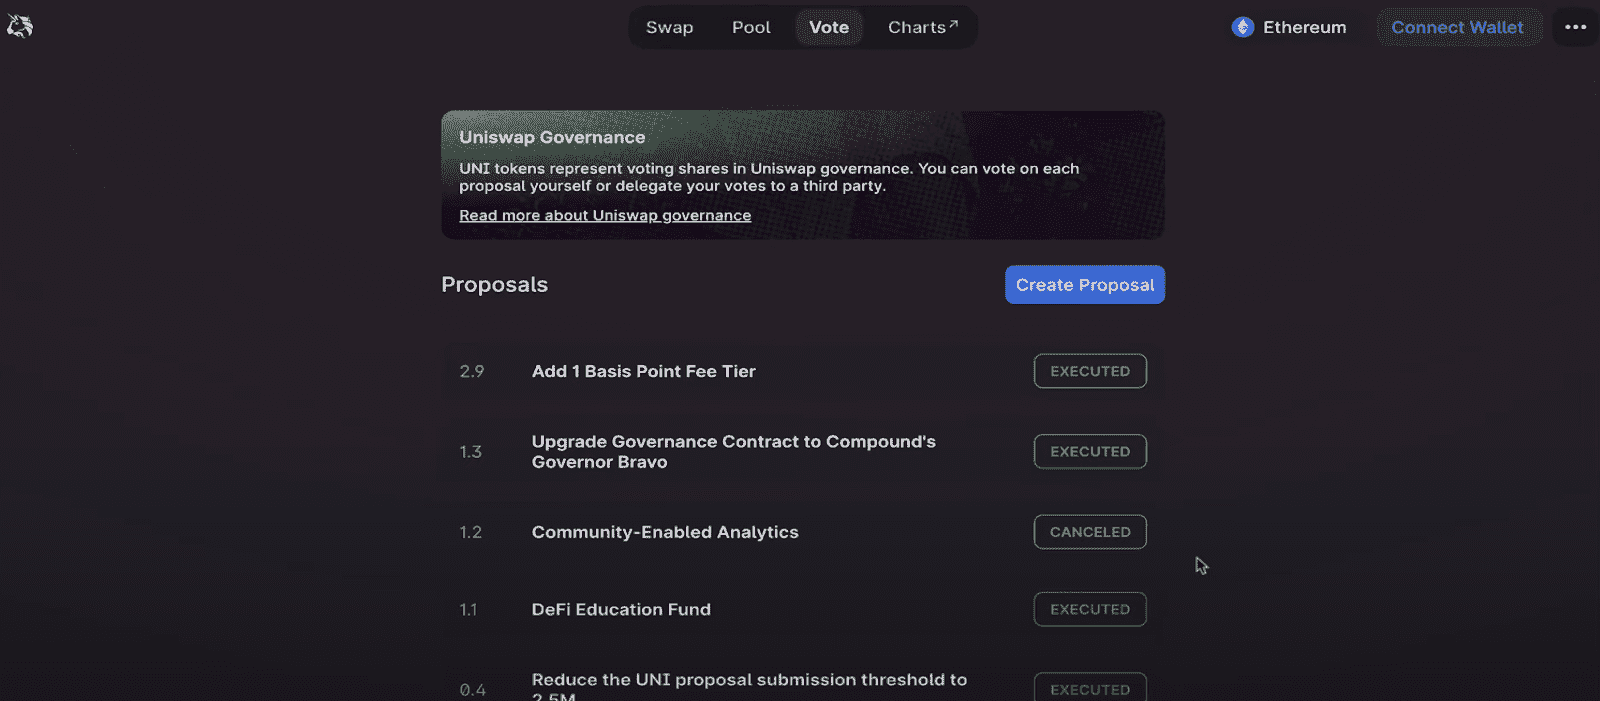 Swap Pool Vote Charts↗ Ethereum Connect Wallet •••
Uniswap Governance
UNI tokens represent voting shares in Uniswap governance. You can vote on each
proposal yourself or delegate your votes to a third party.
Read more about Uniswap governance
Proposals Create Proposal
2.9 Add 1 Basis Point Fee Tier EXECUTED
Upgrade Governance Contract to Compound's
1.3 EXECUTED
Governor Bravo
1.2 Community-Enabled Analytics CANCELED
1.1 DeFi Education Fund EXECUTED
Reduce the UNI proposal submission threshold to
0.4 EXECUTED
2.5M